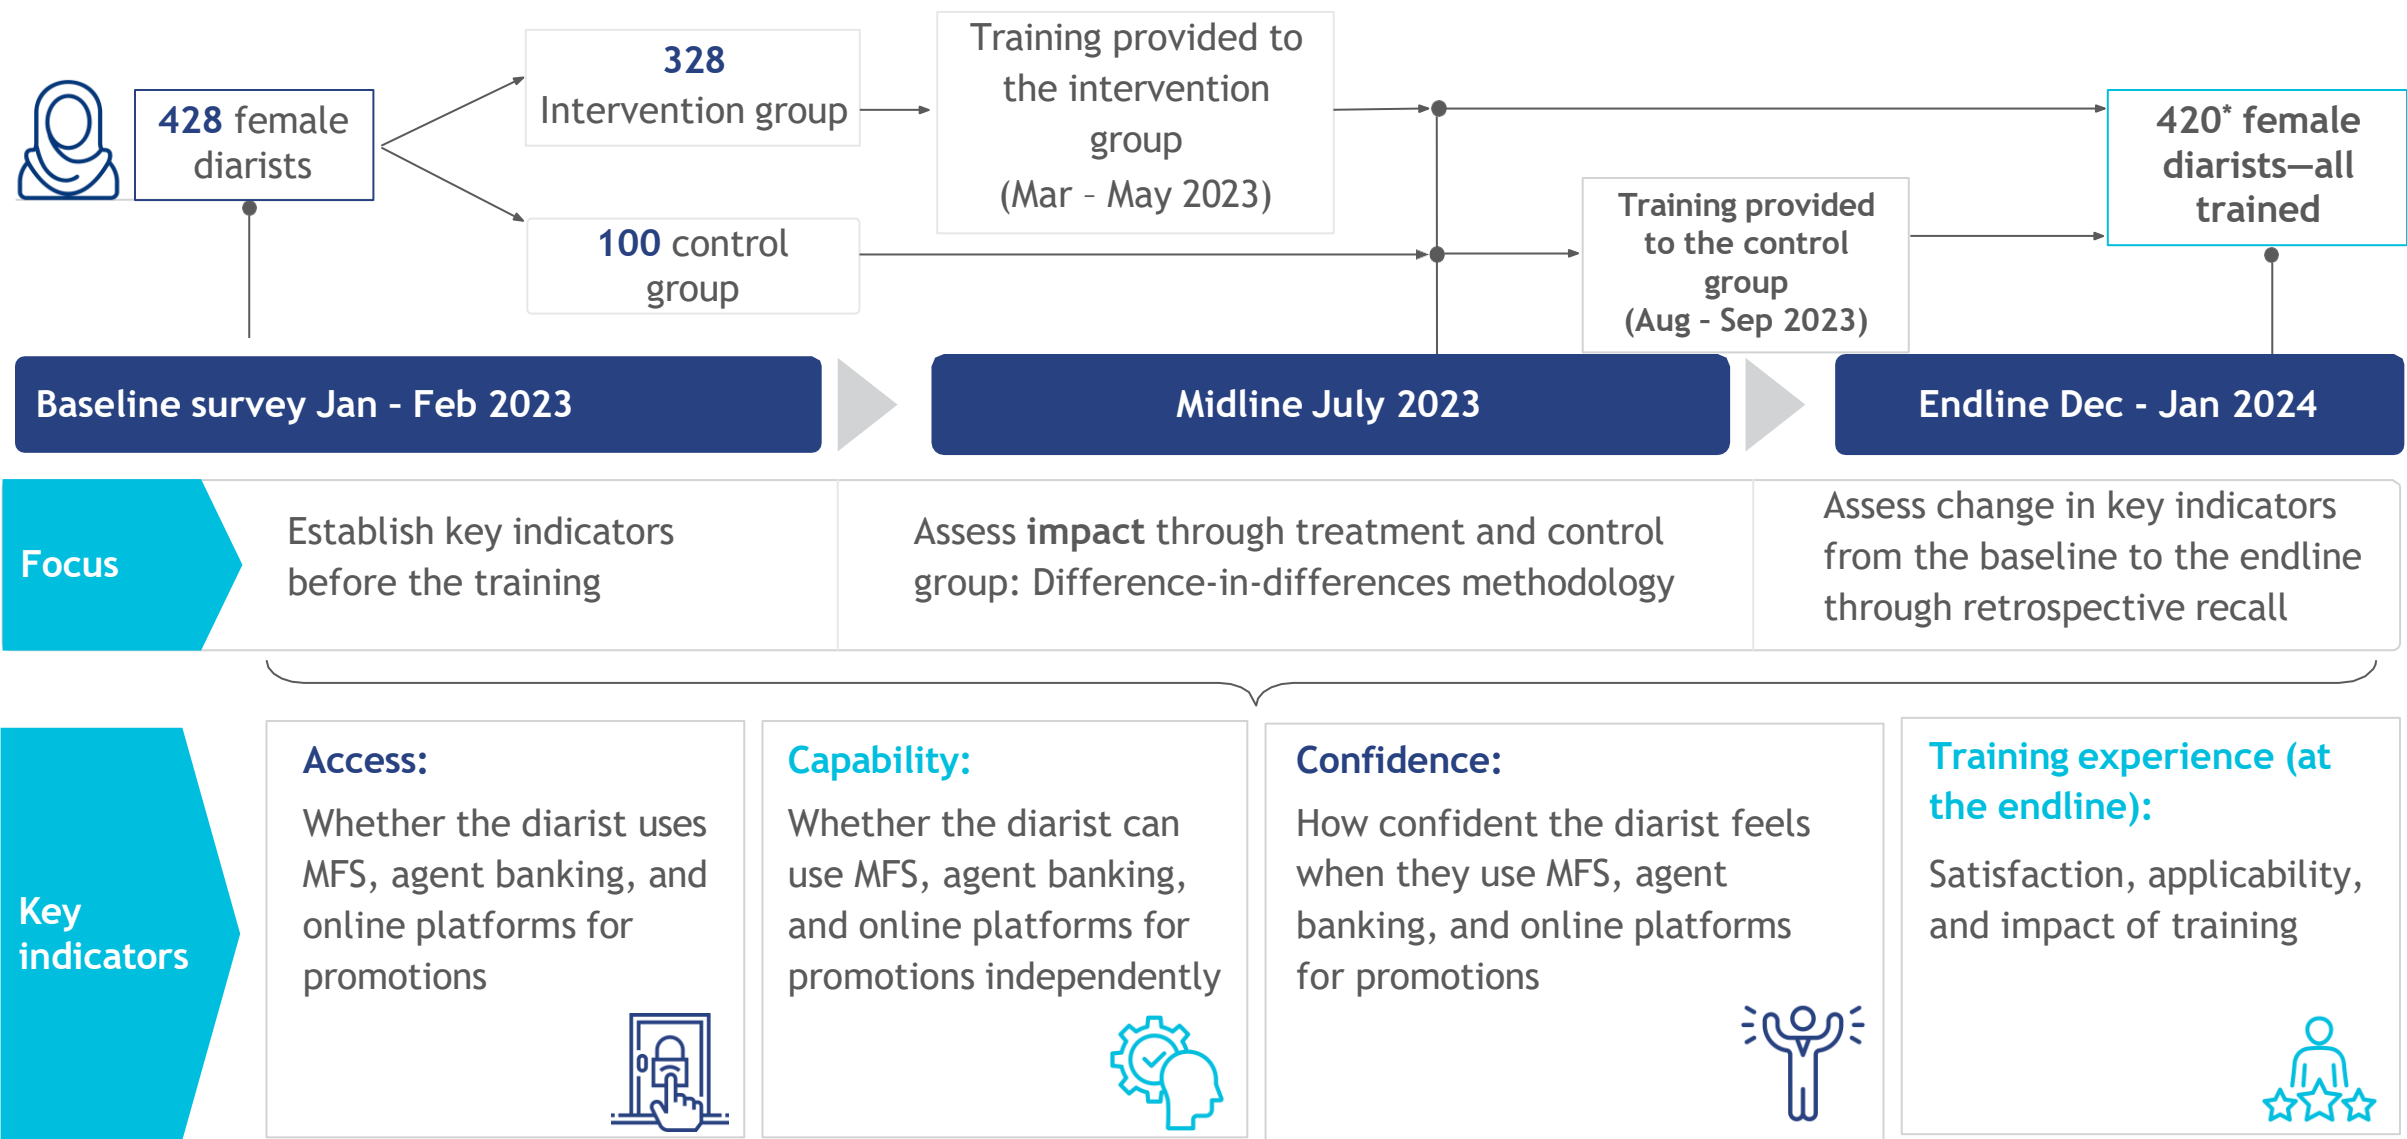 428 female
diarists
328
Intervention group
100 control
group
Training provided to
the intervention
group
(Mar – May 2023)
Training provided
to the control
group
(Aug – Sep 2023)
420* female
diarists—all
trained
Baseline survey Jan – Feb 2023
Midline July 2023
Endline Dec - Jan 2024
Focus
Establish key indicators
before the training
Assess impact through treatment and control
group: Difference-in-differences methodology
Assess change in key indicators
from the baseline to the endline
through retrospective recall
Key
indicators
Access:
Whether the diarist uses
MFS, agent banking, and
online platforms for
promotions
Capability:
Whether the diarist can
use MFS, agent banking,
and online platforms for
promotions independently
Confidence:
How confident the diarist feels
when they use MFS, agent
banking, and online platforms
for promotions
Training experience (at
the endline):
Satisfaction, applicability,
and impact of training